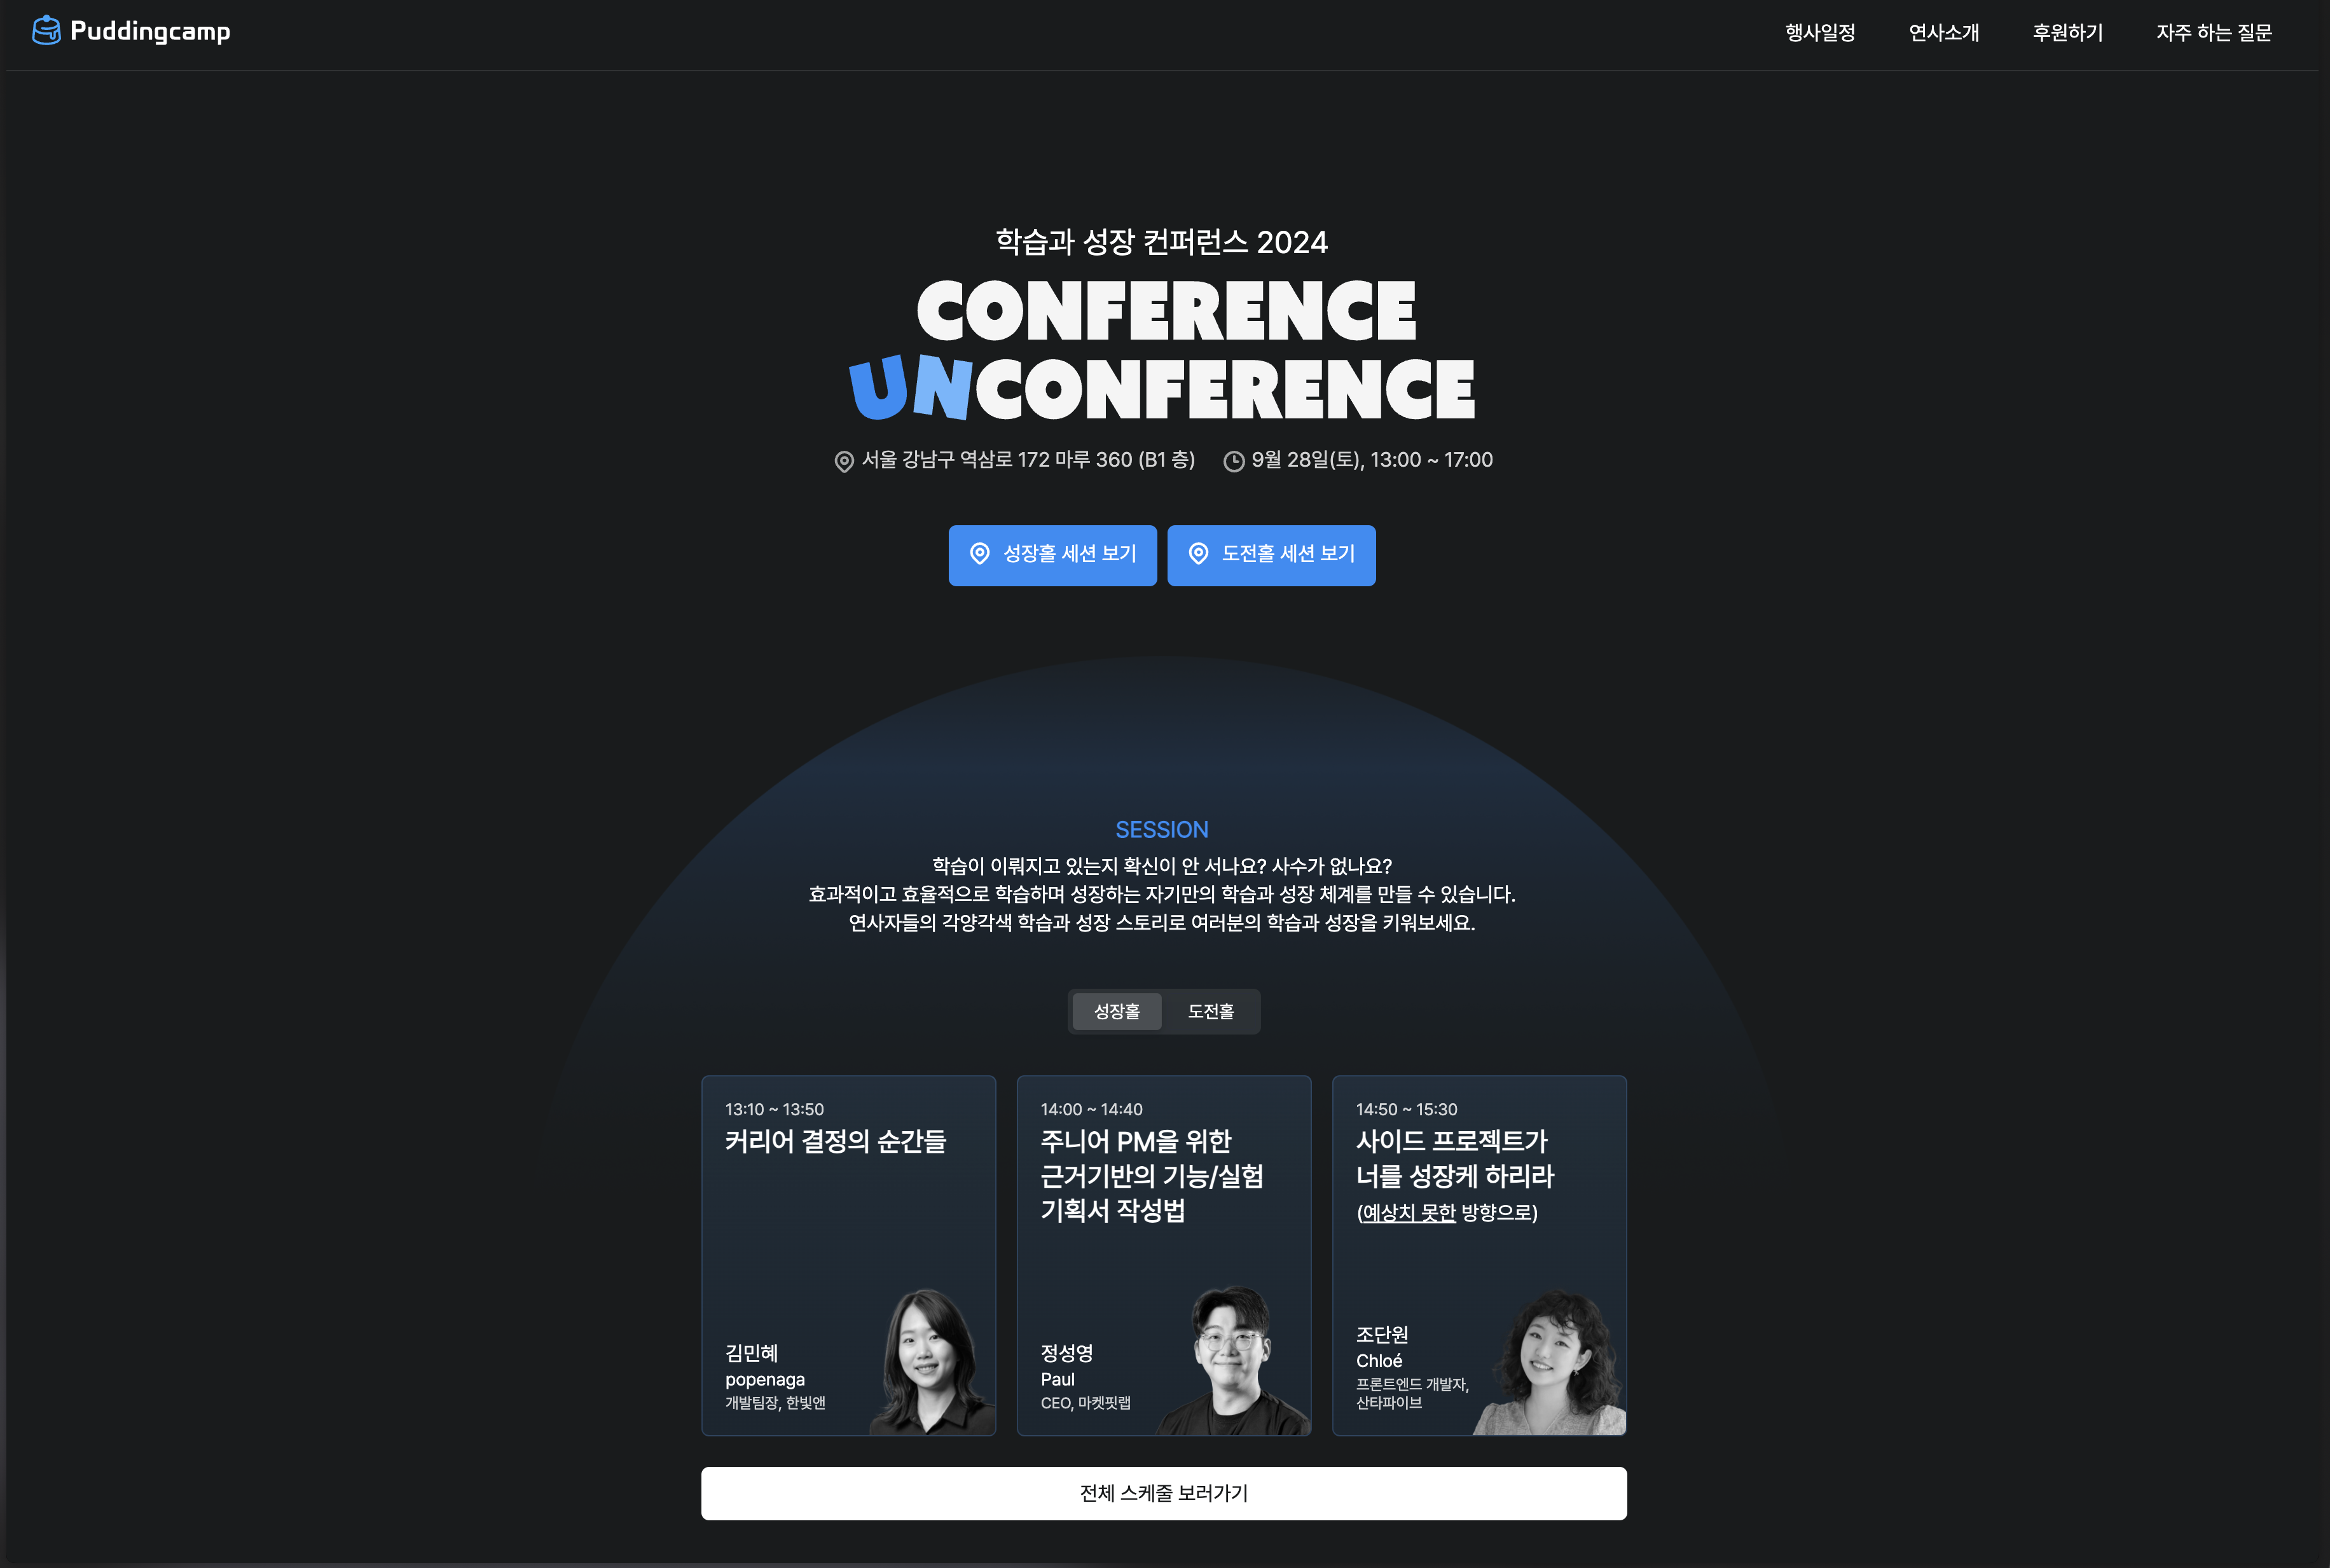 Puddingcamp
행사일정 연사소개 후원하기 자주 하는 질문
학습과 성장 컨퍼런스 2024
CONFERENCE
UNCONFERENCE
서울 강남구 역삼로 172 마루 360 (B1 층) 9월 28일(토), 13:00 ~ 17:00
성장홀 세션 보기 도전홀 세션 보기
SESSION
학습이 이뤄지고 있는지 확신이 안 서나요? 사수가 없나요?
효과적이고 효율적으로 학습하며 성장하는 자기만의 학습과 성장 체계를 만들 수 있습니다.
연사자들의 각양각색 학습과 성장 스토리로 여러분의 학습과 성장을 키워보세요.
성장홀 도전홀
13:10 ~ 13:50
커리어 결정의 순간들
김민혜
popenaga
개발팀장, 한빛앤
14:00 ~ 14:40
주니어 PM을 위한
근거기반의 기능/실험
기획서 작성법
정성영
Paul
CEO, 마켓핏랩
14:50 ~ 15:30
사이드 프로젝트가
너를 성장케 하리라
(예상치 못한 방향으로)
조단원
Chloé
프론트엔드 개발자,
산타파이브
전체 스케줄 보러가기